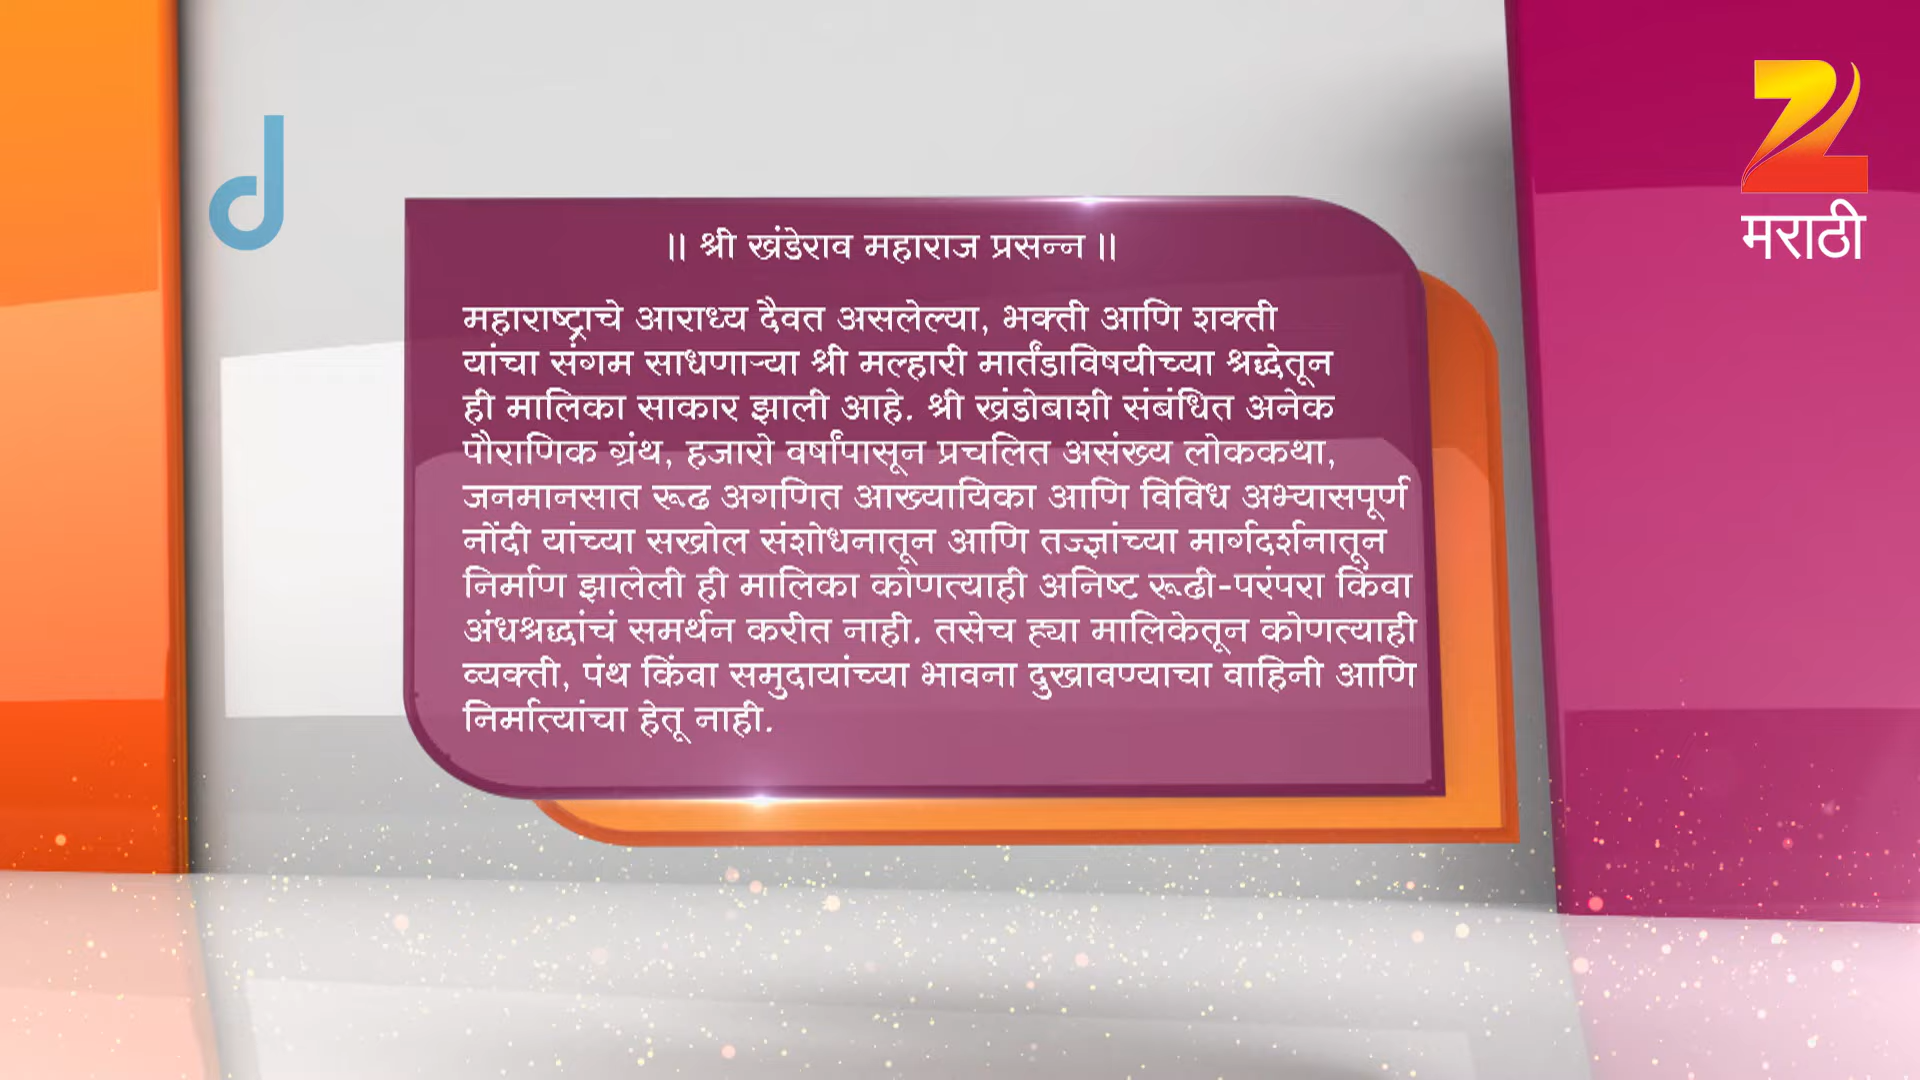 मराठी
॥ श्री खंडेराव महाराज प्रसन्न ॥
महाराष्ट्राचे आराध्य दैवत असलेल्या, भक्ती आणि शक्ती
यांचा संगम साधणाऱ्या श्री मल्हारी मार्तंडाविषयीच्या श्रद्धेतून
ही मालिका साकार झाली आहे. श्री खंडोबाशी संबंधित अनेक
पौराणिक ग्रंथ, हजारो वर्षांपासून प्रचलित असंख्य लोककथा,
जनमानसात रूढ अगणित आख्यायिका आणि विविध अभ्यासपूर्ण
नोंदी यांच्या सखोल संशोधनातून आणि तज्ज्ञांच्या मार्गदर्शनातून
निर्माण झालेली ही मालिका कोणत्याही अनिष्ट रूढी-परंपरा किंवा
अंधश्रद्धांचं समर्थन करीत नाही. तसेच ह्या मालिकेतून कोणत्याही
व्यक्ती, पंथ किंवा समुदायांच्या भावना दुखावण्याचा वाहिनी आणि
निर्मात्यांचा हेतू नाही.